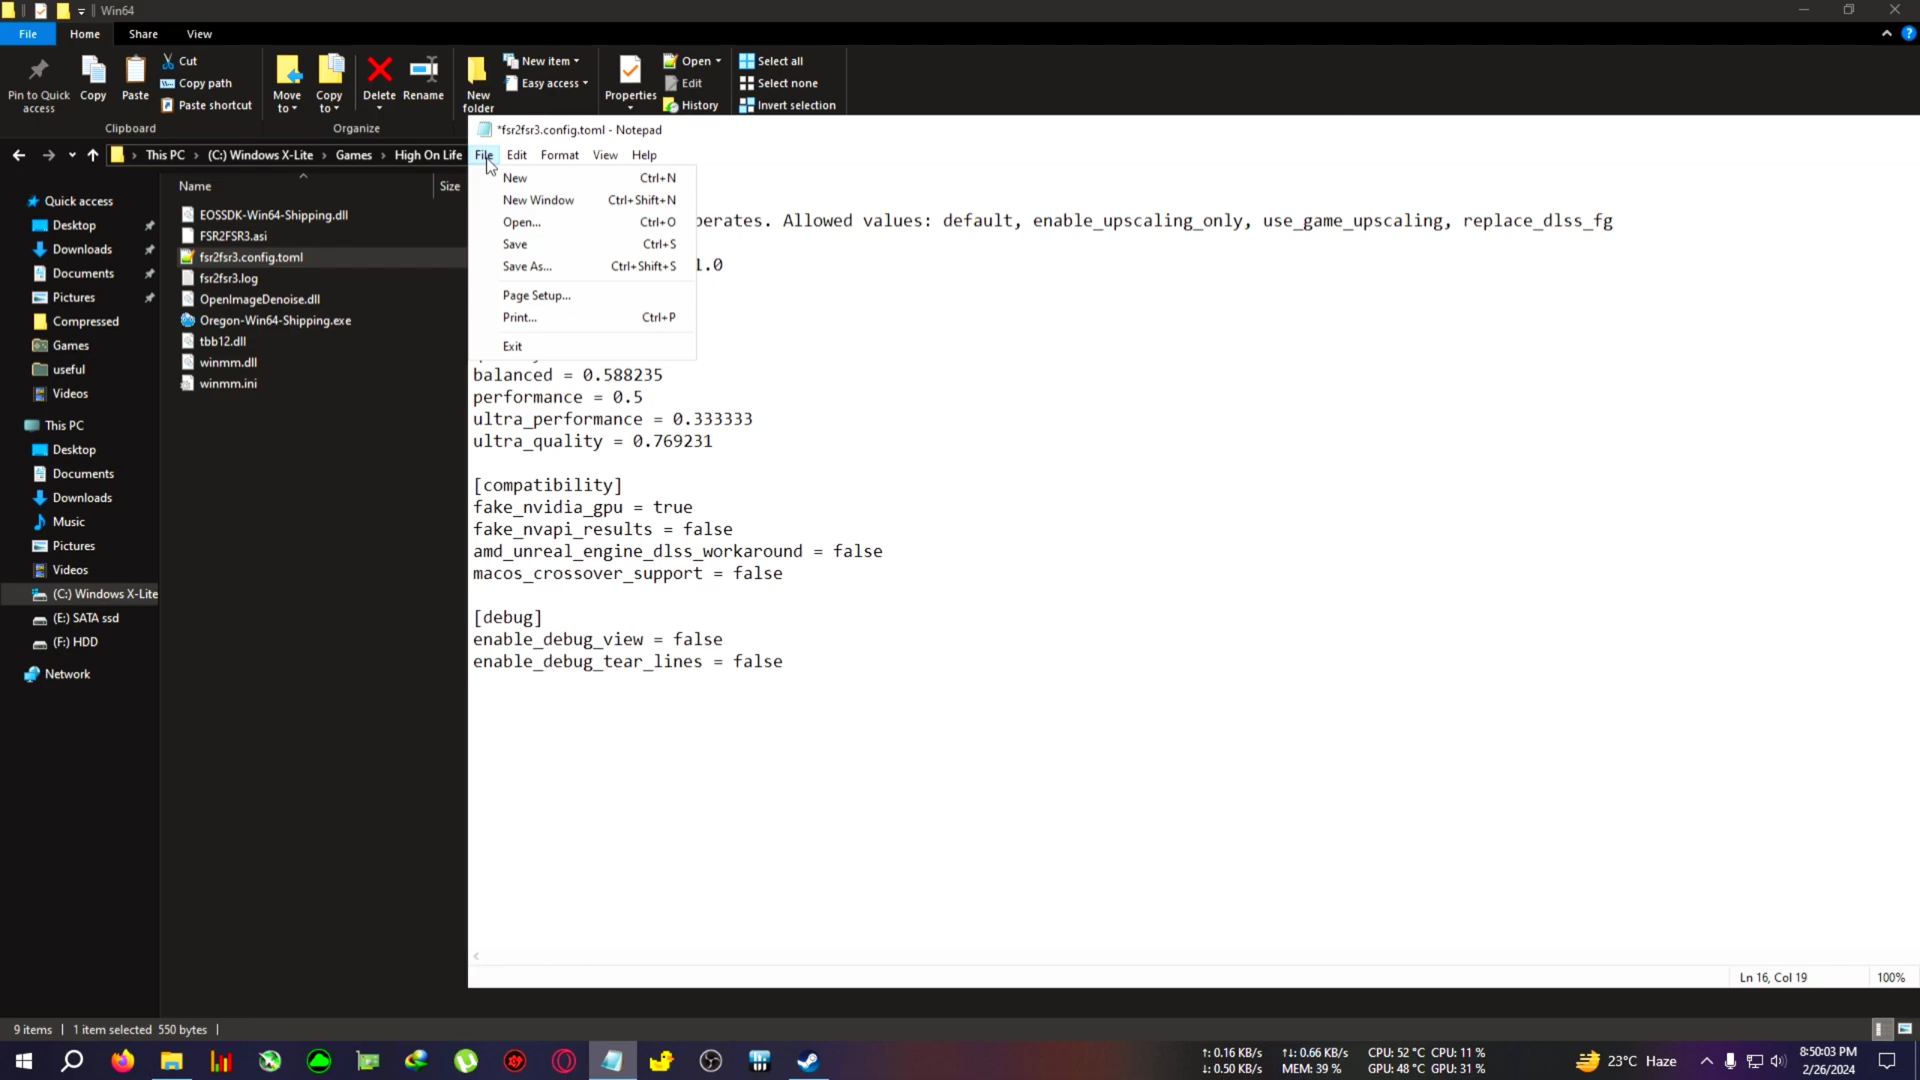 Win64
File Home Share View
Pin to Quick access
Copy
Paste
Cut
Copy path
Paste shortcut
Clipboard
Move to
Copy to
Delete
Rename
Organize
New folder
New item
Easy access
Properties
Open
Edit
History
Select all
Select none
Invert selection
This PC > (C:) Windows X-Lite > Games > High On Life
Quick access
Desktop
Downloads
Documents
Pictures
Compressed
Games
useful
Videos
This PC
Desktop
Documents
Downloads
Music
Pictures
Videos
(C:) Windows X-Lite
(E:) SATA ssd
(F:) HDD
Network
Name Size
EOSSDK-Win64-Shipping.dll
FSR2FSR3.asi
fsr2fsr3.config.toml
fsr2fsr3.log
OpenImageDenoise.dll
Oregon-Win64-Shipping.exe
tbb12.dll
winmm.dll
winmm.ini
*fsr2fsr3.config.toml - Notepad
File Edit Format View Help
New Ctrl+N
New Window Ctrl+Shift+N
Open... Ctrl+O
Save Ctrl+S
Save As... Ctrl+Shift+S
Page Setup...
Print... Ctrl+P
Exit
perates. Allowed values: default, enable_upscaling_only, use_game_upscaling, replace_dlss_fg
1.0
balanced = 0.588235
performance = 0.5
ultra_performance = 0.333333
ultra_quality = 0.769231
[compatibility]
fake_nvidia_gpu = true
fake_nvapi_results = false
amd_unreal_engine_dlss_workaround = false
macos_crossover_support = false
[debug]
enable_debug_view = false
enable_debug_tear_lines = false
Ln 16, Col 19 100%
9 items | 1 item selected 550 bytes |
↑: 0.16 KB/s ↑↓: 0.66 KB/s CPU: 52 °C CPU: 11 %
↓: 0.50 KB/s MEM: 39 % GPU: 48 °C GPU: 31 %
23°C Haze
8:50:03 PM
2/26/2024